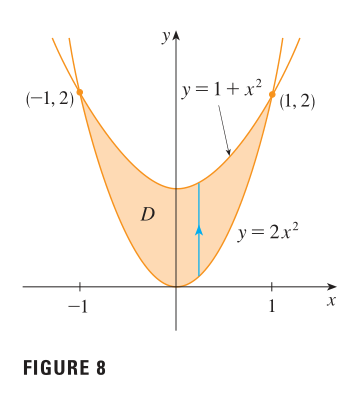 y
y = 1 + x²
(−1, 2)
(1, 2)
D
y = 2x²
−1
1
x
FIGURE 8